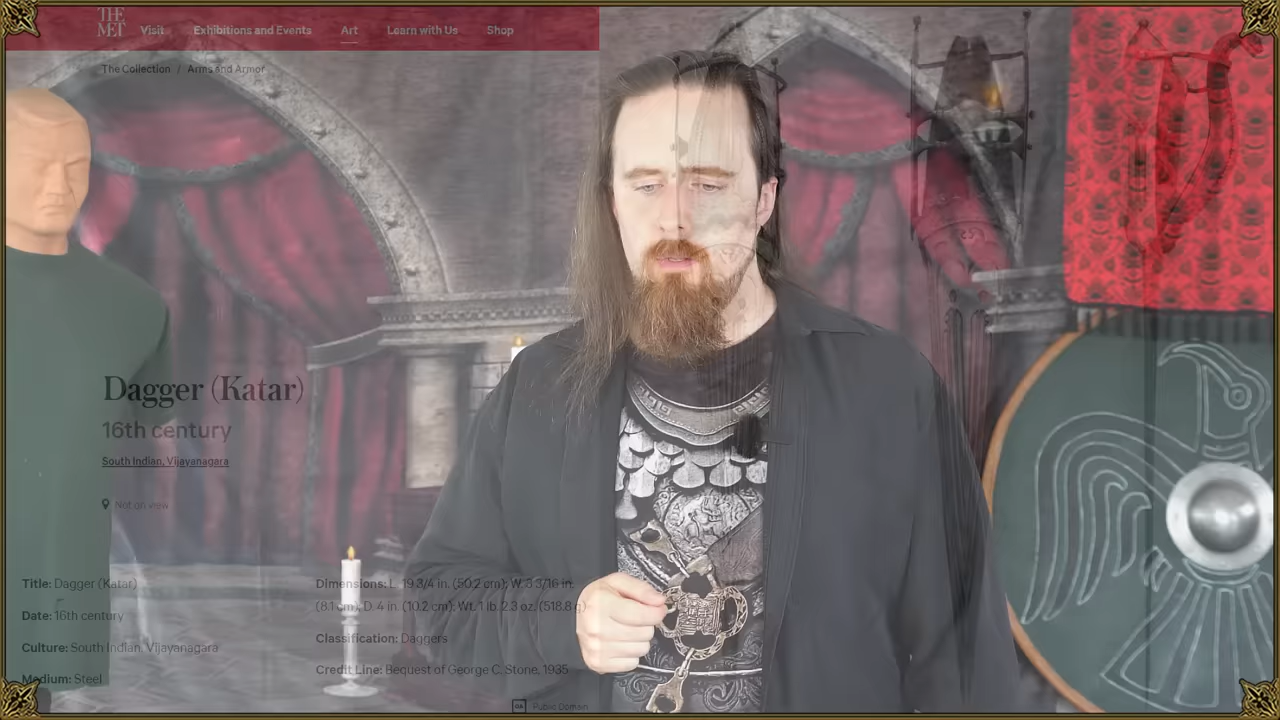 THE MET
Visit Exhibitions and Events Art Learn with Us Shop
The Collection / Arms and Armor
Dagger (Katar)
16th century
South Indian, Vijayanagara
Not on view
Title: Dagger (Katar)
Date: 16th century
Culture: South Indian, Vijayanagara
Medium: Steel
Dimensions: L. 19 3/4 in. (50.2 cm); W. 3 3/16 in.
(8.1 cm); D. 4 in. (10.2 cm); Wt. 1 lb. 2.3 oz. (518.8 g)
Classification: Daggers
Credit Line: Bequest of George C. Stone, 1935
OA Public Domain